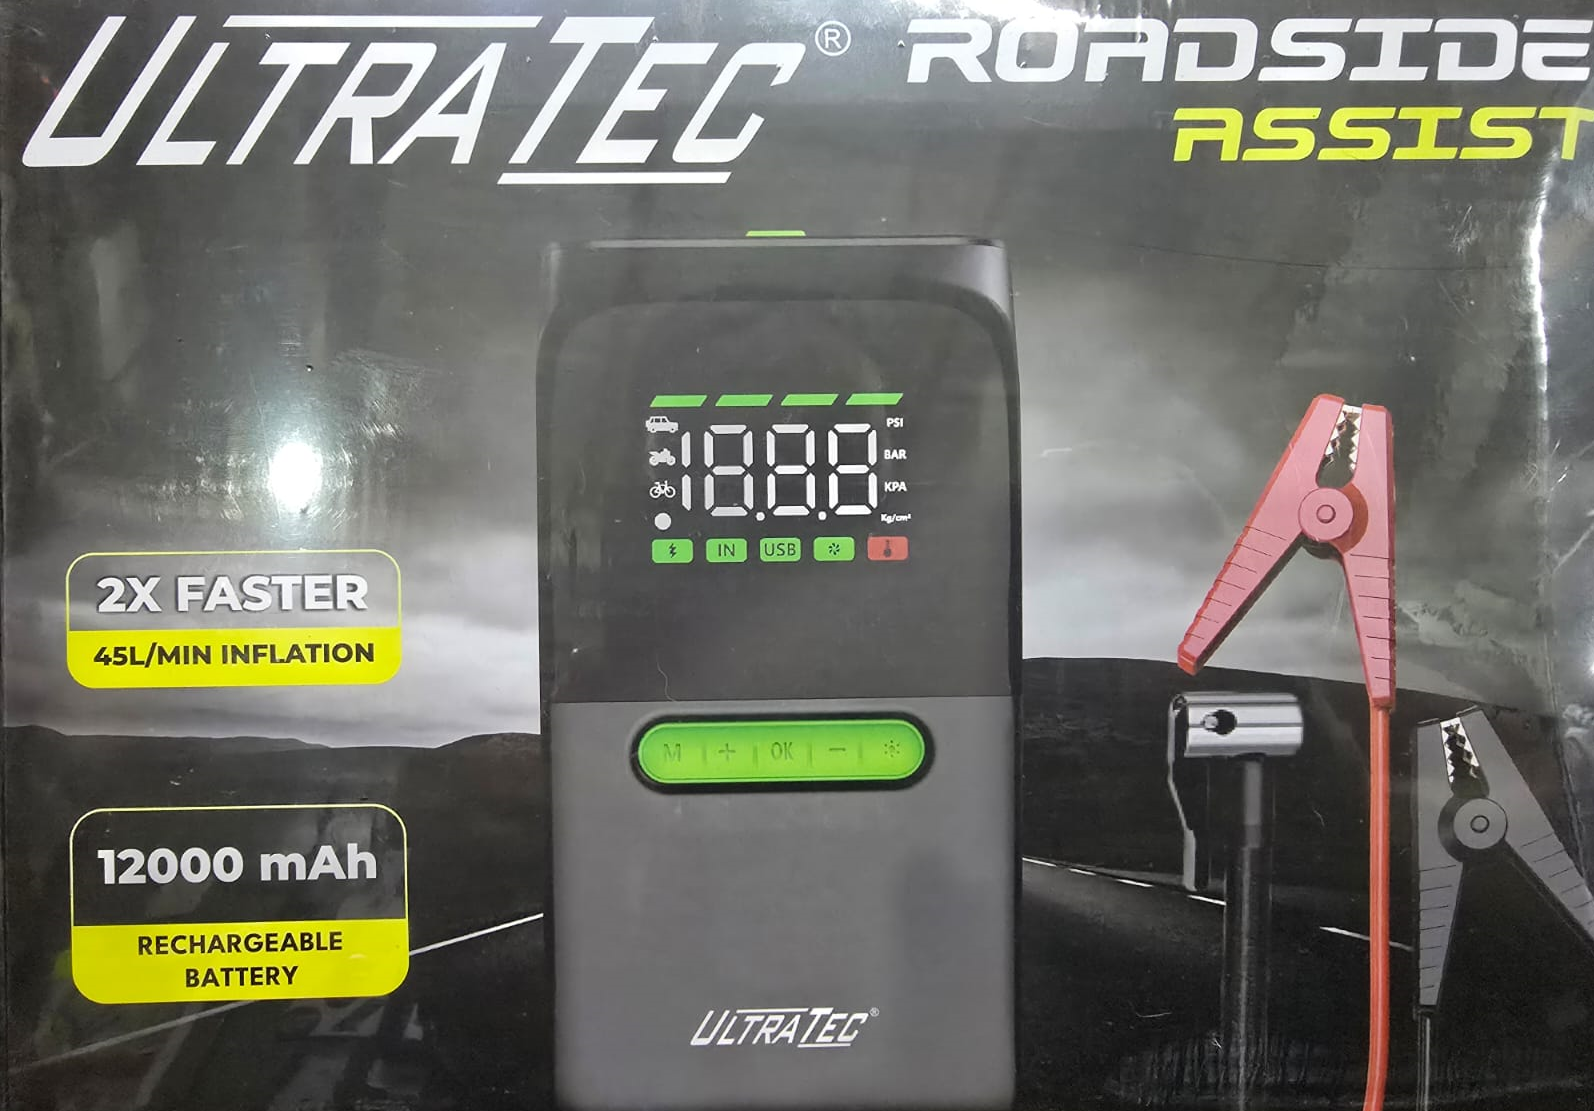 ULTRATEC® ROADSIDE
ASSIST
PSI
BAR
KPA
Kg/cm²
18.8.8
IN USB
2X FASTER
45L/MIN INFLATION
M + OK −
12000 mAh
RECHARGEABLE
BATTERY
ULTRATEC®